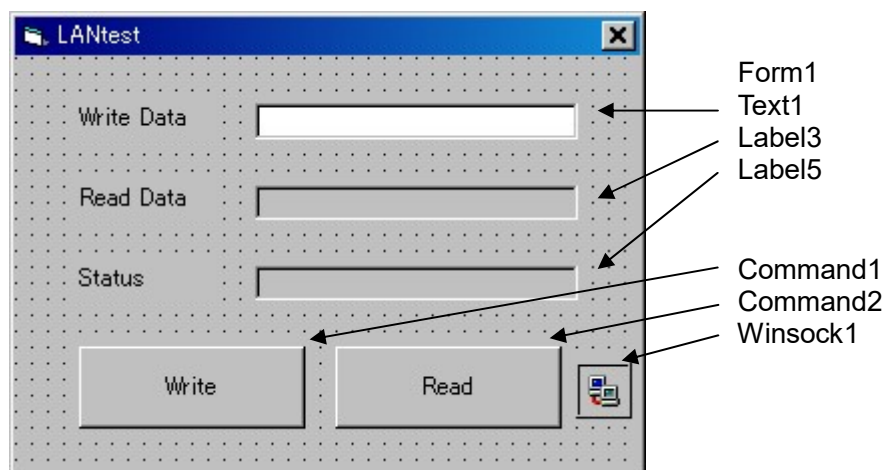 LANtest
Form1
Write Data
Text1
Label3
Read Data
Label5
Status
Command1
Command2
Winsock1
Write Read